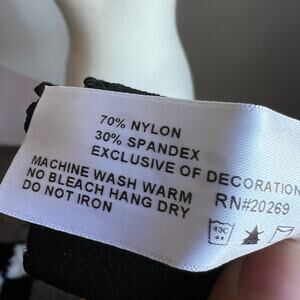 70% NYLON
30% SPANDEX
EXCLUSIVE OF DECORATION
MACHINE WASH WARM
NO BLEACH HANG DRY
DO NOT IRON
RN#20269